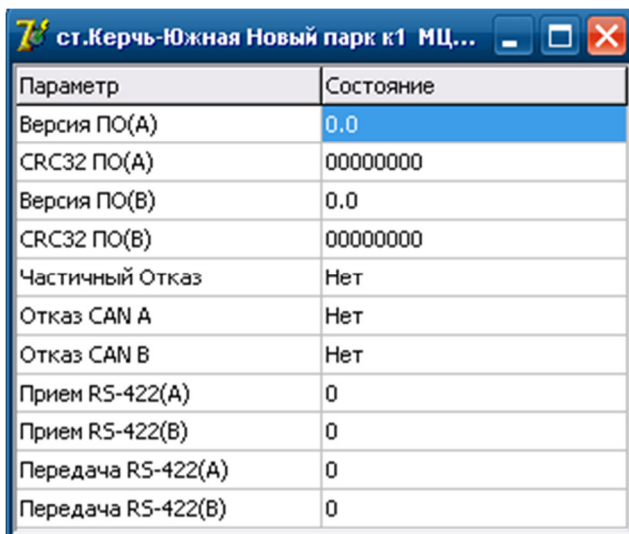 ст.Керчь-Южная Новый парк к1 МЦ...
Параметр Состояние
Версия ПО(A) 0.0
CRC32 ПО(A) 00000000
Версия ПО(B) 0.0
CRC32 ПО(B) 00000000
Частичный Отказ Нет
Отказ CAN A Нет
Отказ CAN B Нет
Прием RS-422(A) 0
Прием RS-422(B) 0
Передача RS-422(A) 0
Передача RS-422(B) 0